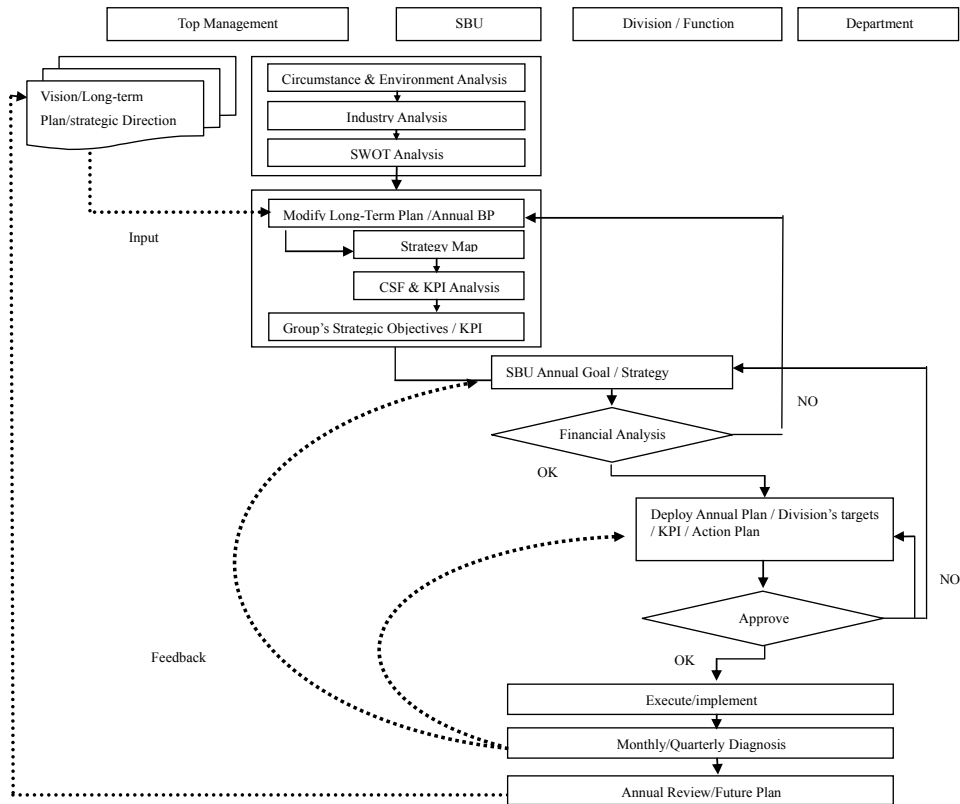 Top Management
SBU
Division / Function
Department
Vision/Long-term
Plan/strategic Direction
Circumstance & Environment Analysis
Industry Analysis
SWOT Analysis
Modify Long-Term Plan /Annual BP
Input
Strategy Map
CSF & KPI Analysis
Group's Strategic Objectives / KPI
SBU Annual Goal / Strategy
NO
Financial Analysis
OK
Deploy Annual Plan / Division's targets
/ KPI / Action Plan
NO
Approve
Feedback
OK
Execute/implement
Monthly/Quarterly Diagnosis
Annual Review/Future Plan